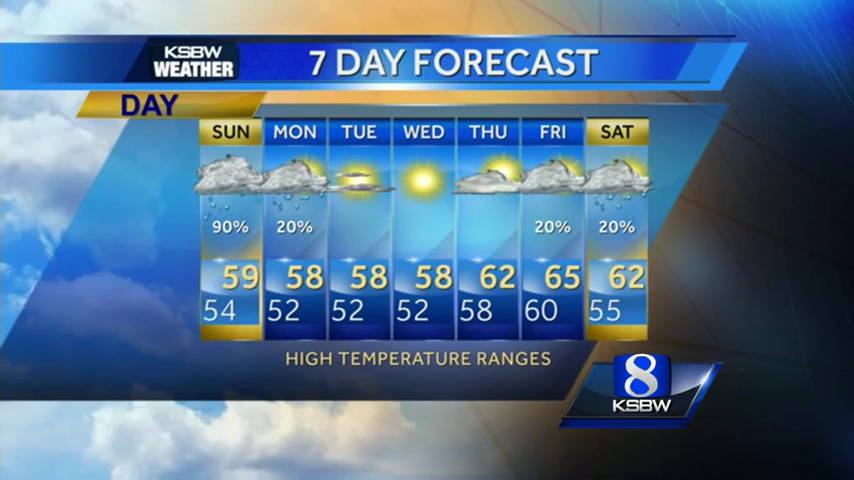 KSBW
WEATHER
7 DAY FORECAST
DAY
SUN MON TUE WED THU FRI SAT
90% 20% 20% 20%
59 58 58 58 62 65 62
54 52 52 52 58 60 55
HIGH TEMPERATURE RANGES
8
KSBW